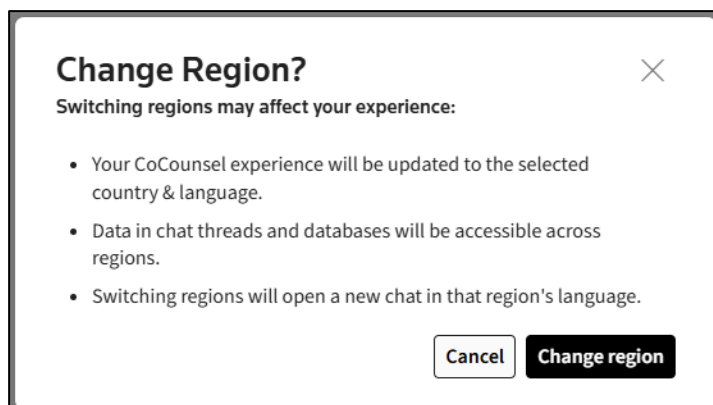 Change Region?
Switching regions may affect your experience:
• Your CoCounsel experience will be updated to the selected
country & language.
• Data in chat threads and databases will be accessible across
regions.
• Switching regions will open a new chat in that region's language.
Cancel
Change region